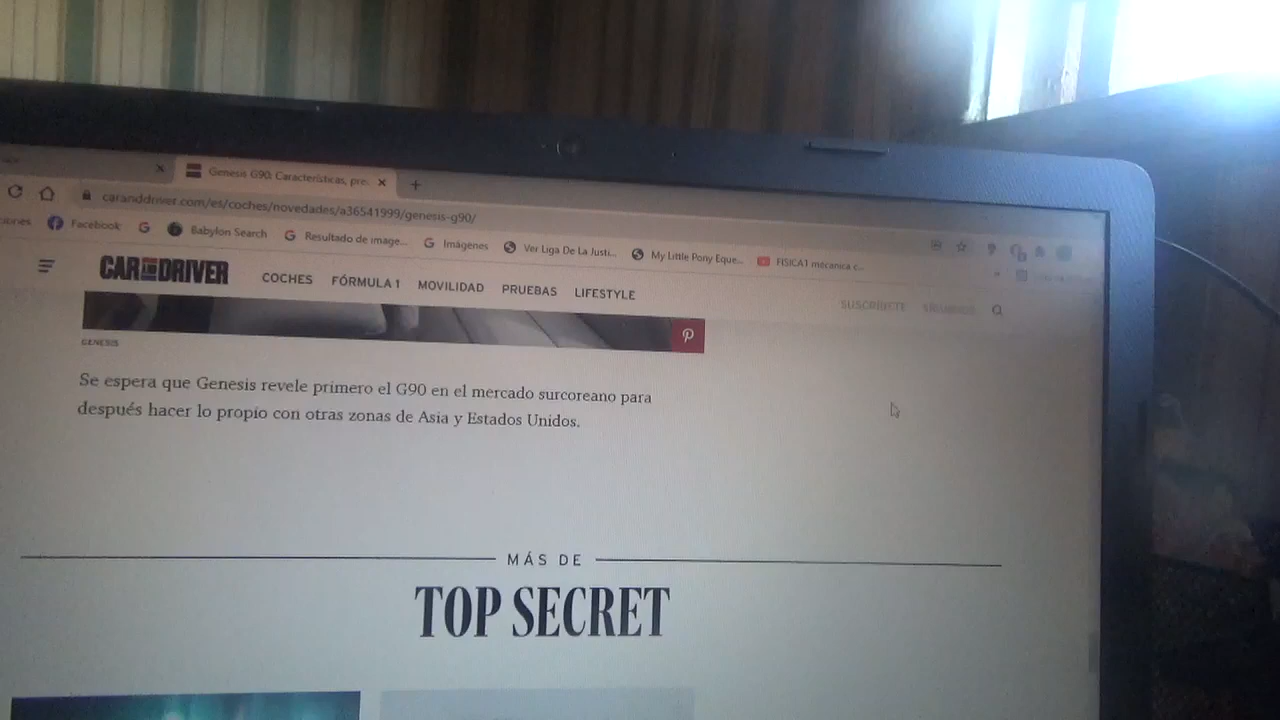 Genesis G90: Características, pre...
caranddriver.com/es/coches/novedades/a36541999/genesis-g90/
Facebook
Babylon Search
Resultado de image...
Imágenes
Ver Liga De La Justi...
My Little Pony Eque...
FISICA1 mecanica c...
CAR AND DRIVER
COCHES
FÓRMULA 1
MOVILIDAD
PRUEBAS
LIFESTYLE
SUSCRÍBETE
GENESIS
Se espera que Genesis revele primero el G90 en el mercado surcoreano para
después hacer lo propio con otras zonas de Asia y Estados Unidos.
MÁS DE
TOP SECRET